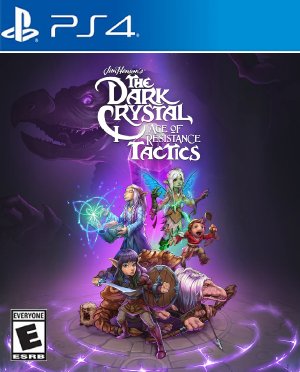 PS4
Jim Henson's
THE
DARK
CRYSTAL
AGE OF
RESISTANCE
TACTICS
EVERYONE
E
ESRB